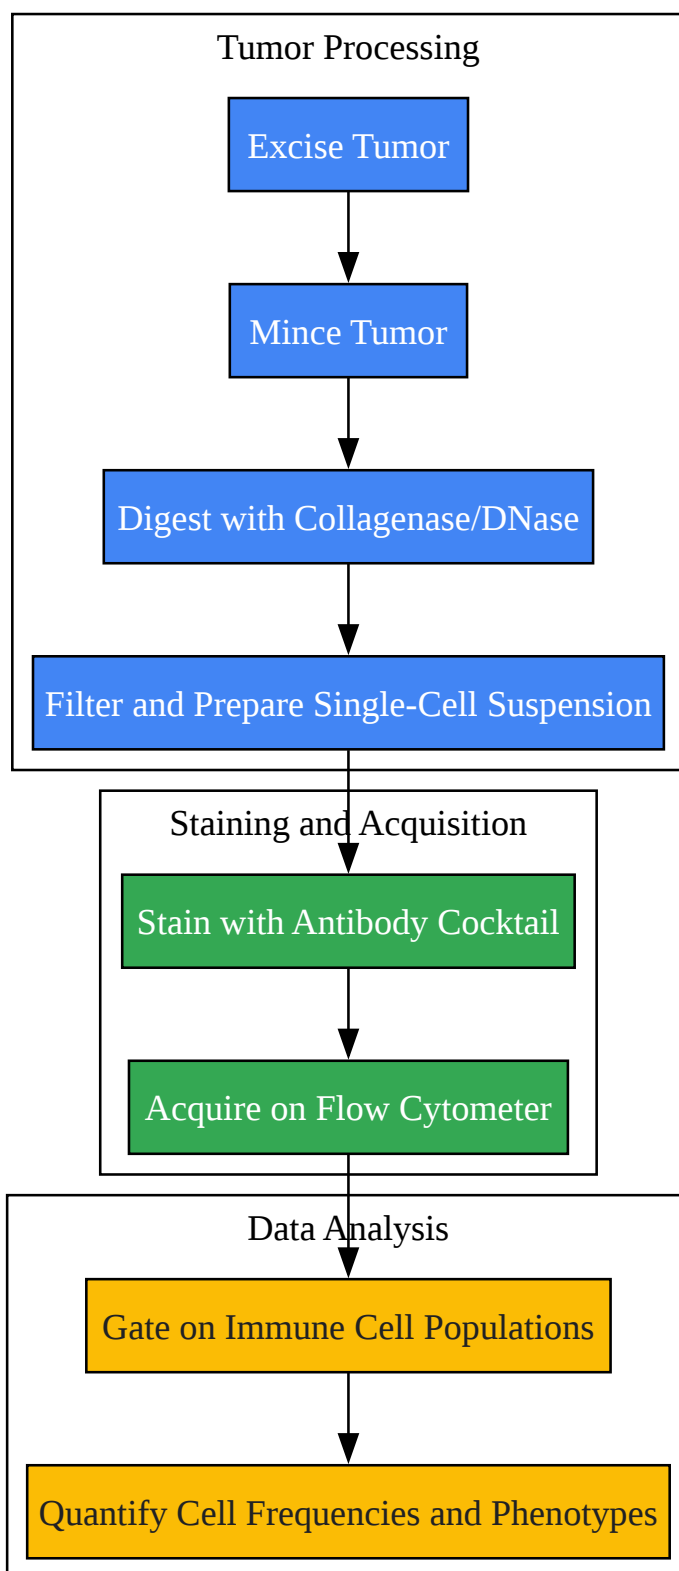 Tumor Processing
Excise Tumor
Mince Tumor
Digest with Collagenase/DNase
Filter and Prepare Single-Cell Suspension
Staining and Acquisition
Stain with Antibody Cocktail
Acquire on Flow Cytometer
Data Analysis
Gate on Immune Cell Populations
Quantify Cell Frequencies and Phenotypes